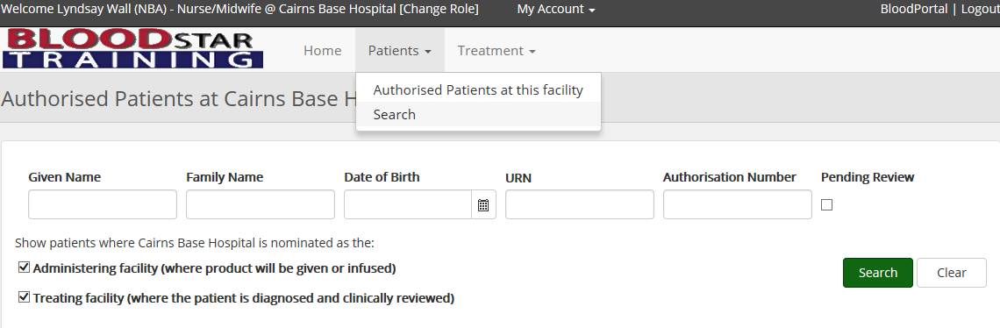 Welcome Lyndsay Wall (NBA) - Nurse/Midwife @ Cairns Base Hospital [Change Role] My Account BloodPortal | Logout
BLOODSTAR
TRAINING
Home Patients Treatment
Authorised Patients at this facility
Search
Authorised Patients at Cairns Base H
Given Name Family Name Date of Birth URN Authorisation Number Pending Review
Show patients where Cairns Base Hospital is nominated as the:
Administering facility (where product will be given or infused)
Search Clear
Treating facility (where the patient is diagnosed and clinically reviewed)